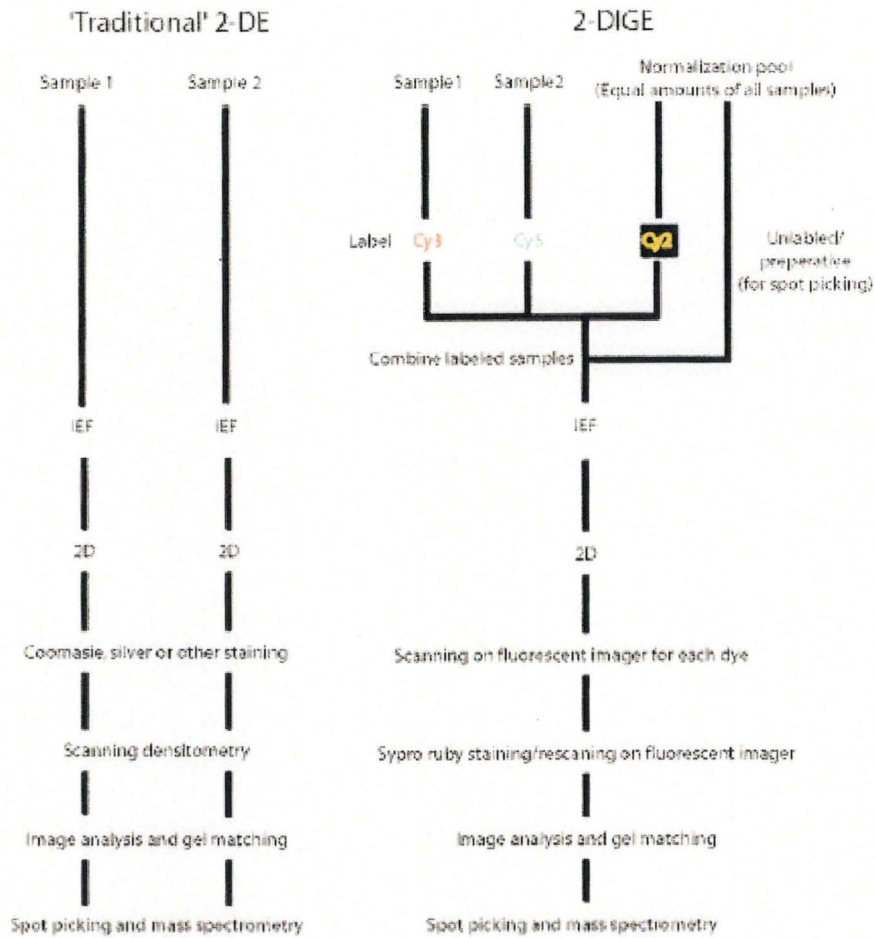 'Traditional' 2-DE
Sample 1
Sample 2
IEF
IEF
2D
2D
Coomasie, silver or other staining
Scanning densitometry
Image analysis and gel matching
Spot picking and mass spectrometry
2-DIGE
Sample1
Sample2
Normalization pool
(Equal amounts of all samples)
Label
Cy3
Cy5
Cy2
Unlabled/
preperative
(for spot picking)
Combine labeled samples
IEF
2D
Scanning on fluorescent imager for each dye
Sypro ruby staining/rescaning on fluorescent imager
Image analysis and gel matching
Spot picking and mass spectrometry